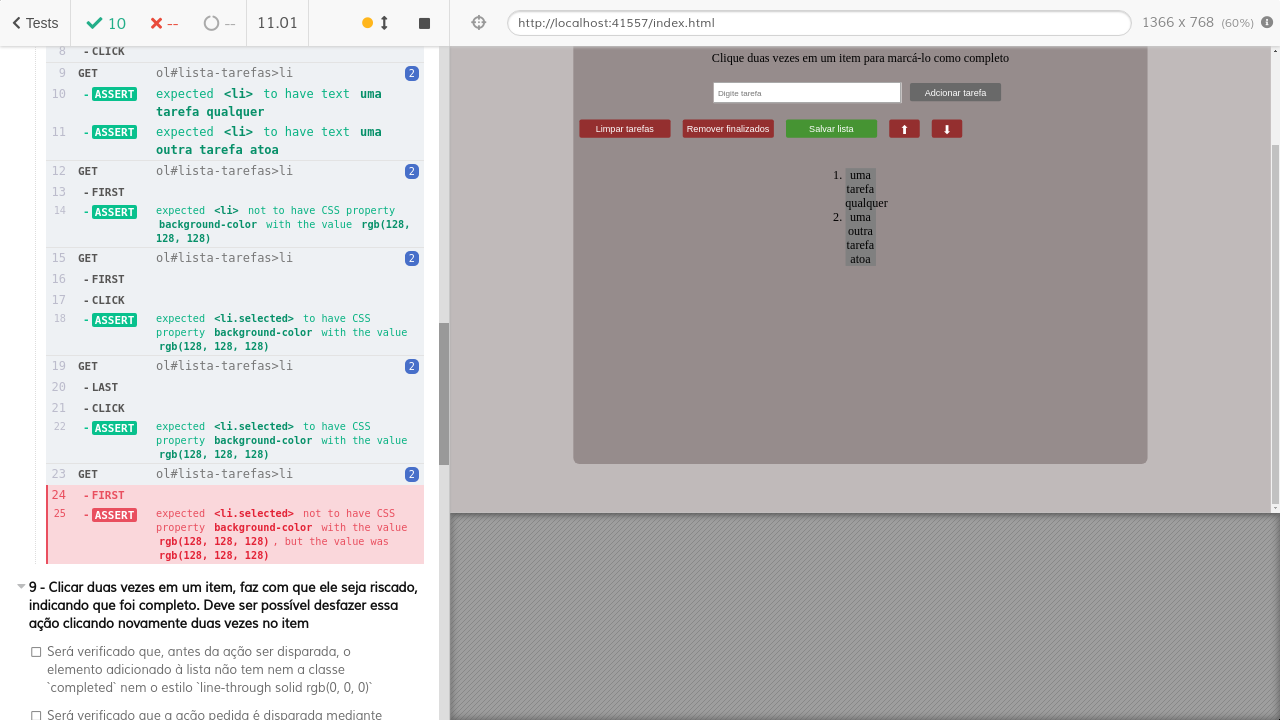 Tests
10
--
--
11.01
http://localhost:41557/index.html
1366 x 768 (60%)
8 - CLICK
9 GET ol#lista-tarefas>li 2
10 - ASSERT expected <li> to have text uma
tarefa qualquer
11 - ASSERT expected <li> to have text uma
outra tarefa atoa
12 GET ol#lista-tarefas>li 2
13 - FIRST
14 - ASSERT expected <li> not to have CSS property
background-color with the value rgb(128,
128, 128)
15 GET ol#lista-tarefas>li 2
16 - FIRST
17 - CLICK
18 - ASSERT expected <li.selected> to have CSS
property background-color with the value
rgb(128, 128, 128)
19 GET ol#lista-tarefas>li 2
20 - LAST
21 - CLICK
22 - ASSERT expected <li.selected> to have CSS
property background-color with the value
rgb(128, 128, 128)
23 GET ol#lista-tarefas>li 2
24 - FIRST
25 - ASSERT expected <li.selected> not to have CSS
property background-color with the value
rgb(128, 128, 128), but the value was
rgb(128, 128, 128)
9 - Clicar duas vezes em um item, faz com que ele seja riscado,
indicando que foi completo. Deve ser possível desfazer essa
ação clicando novamente duas vezes no item
Será verificado que, antes da ação ser disparada, o
elemento adicionado à lista não tem nem a classe
`completed` nem o estilo `line-through solid rgb(0, 0, 0)`
Será verificado que a ação pedida é disparada mediante
Clique duas vezes em um item para marcá-lo como completo
Digite tarefa
Adcionar tarefa
Limpar tarefas
Remover finalizados
Salvar lista
1. uma
tarefa
qualquer
2. uma
outra
tarefa
atoa